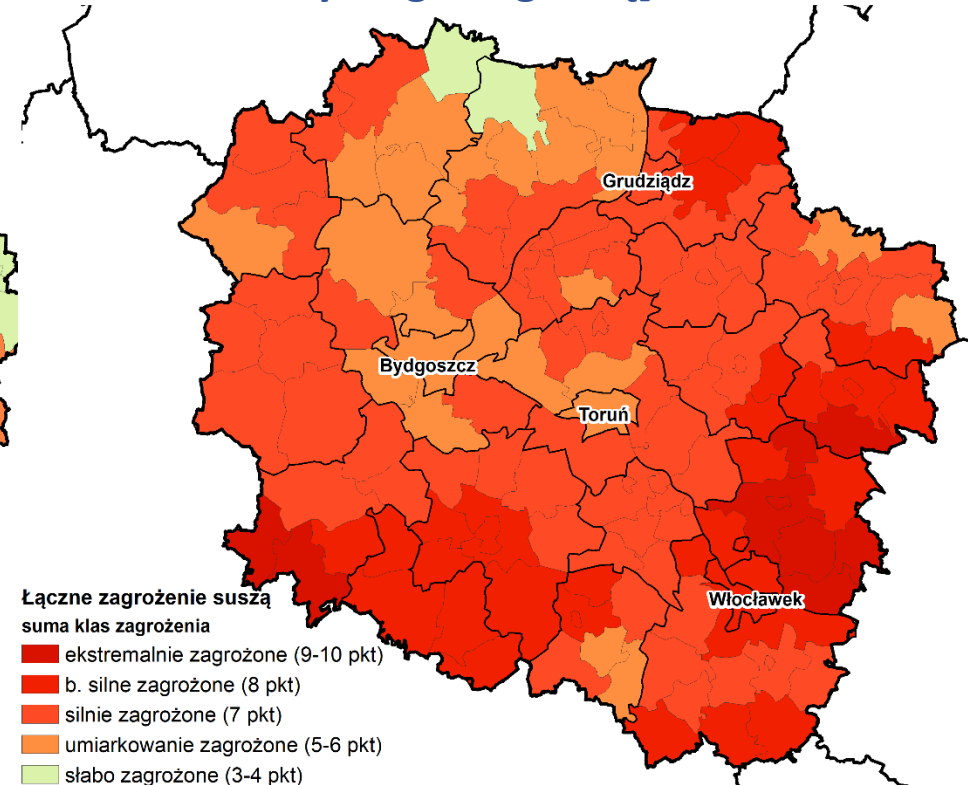 Grudziądz
Bydgoszcz
Toruń
Włocławek
Łączne zagrożenie suszą
suma klas zagrożenia
ekstremalnie zagrożone (9-10 pkt)
b. silne zagrożone (8 pkt)
silnie zagrożone (7 pkt)
umiarkowanie zagrożone (5-6 pkt)
słabo zagrożone (3-4 pkt)